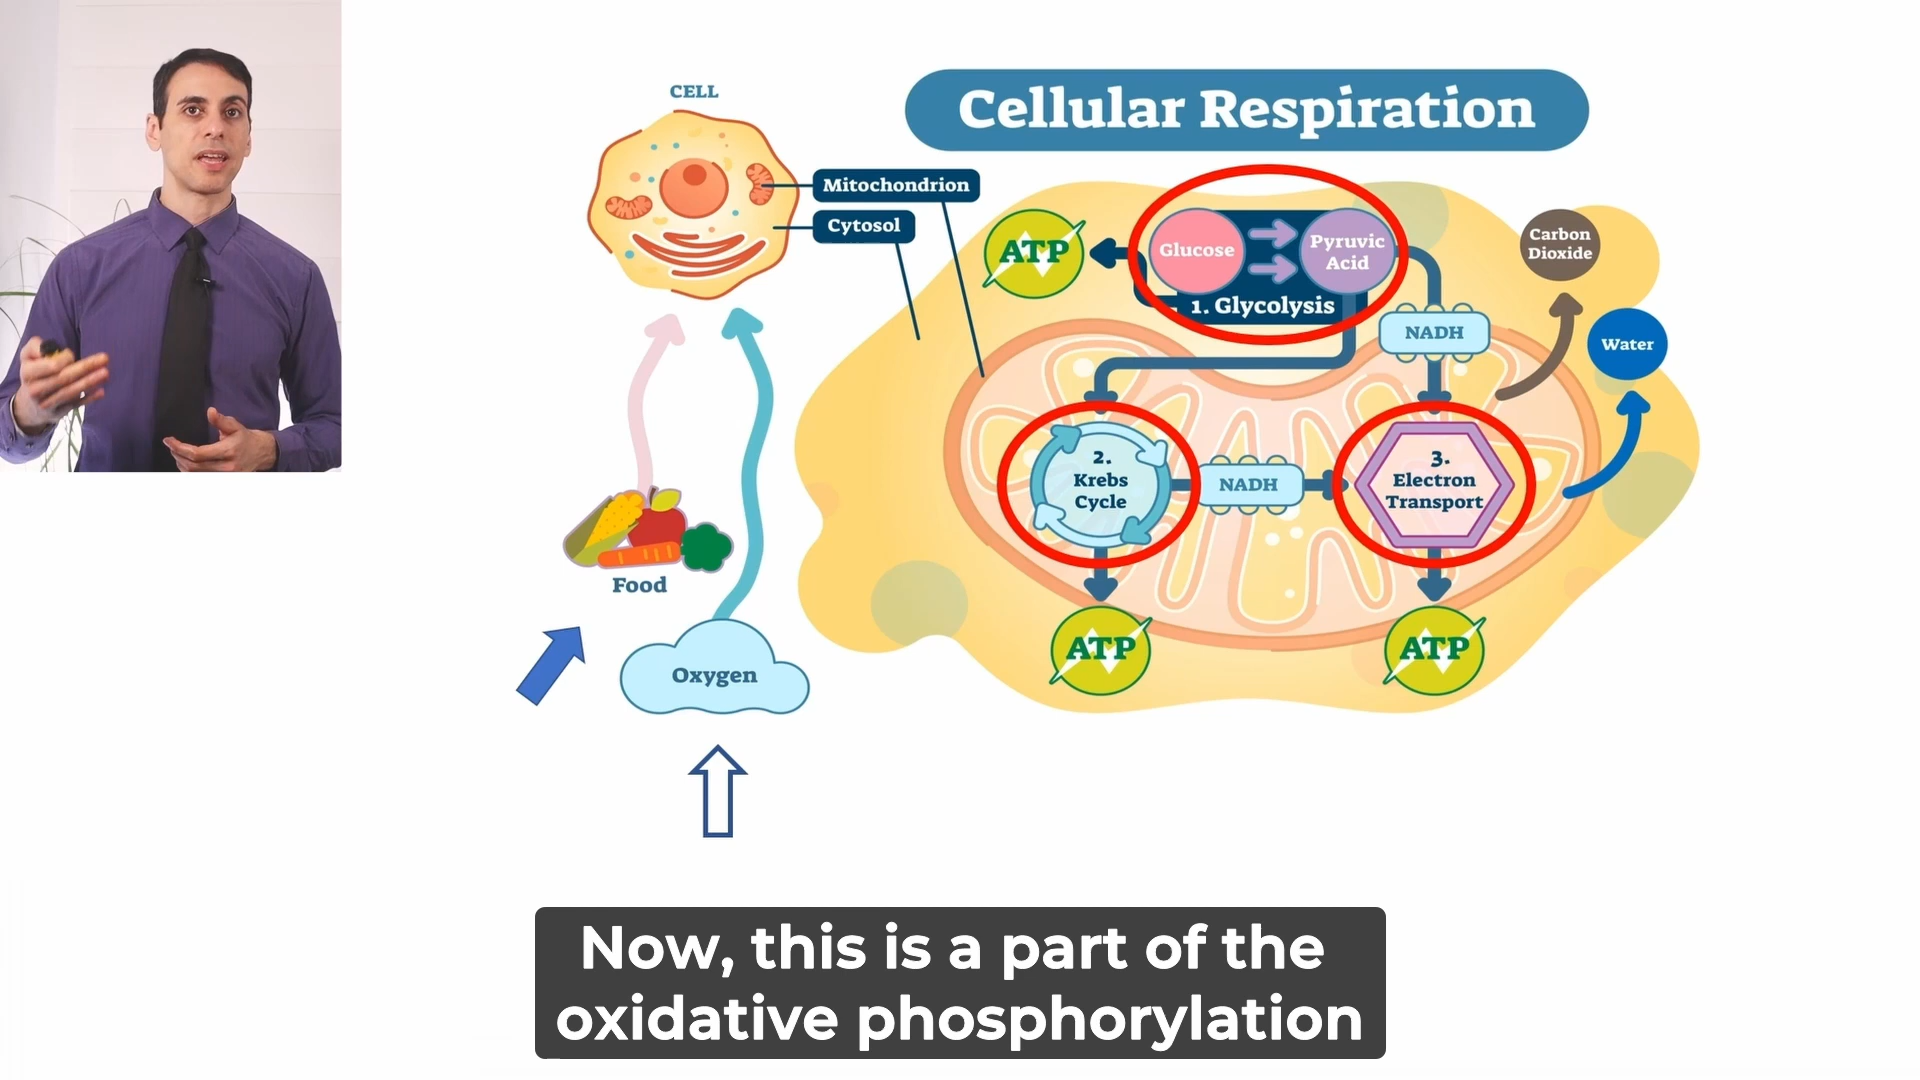 CELL
Cellular Respiration
Mitochondrion
Cytosol
ATP
Glucose
Pyruvic
Acid
1. Glycolysis
Carbon
Dioxide
NADH
Water
2.
Krebs
Cycle
NADH
3.
Electron
Transport
Food
Oxygen
ATP
ATP
Now, this is a part of the
oxidative phosphorylation